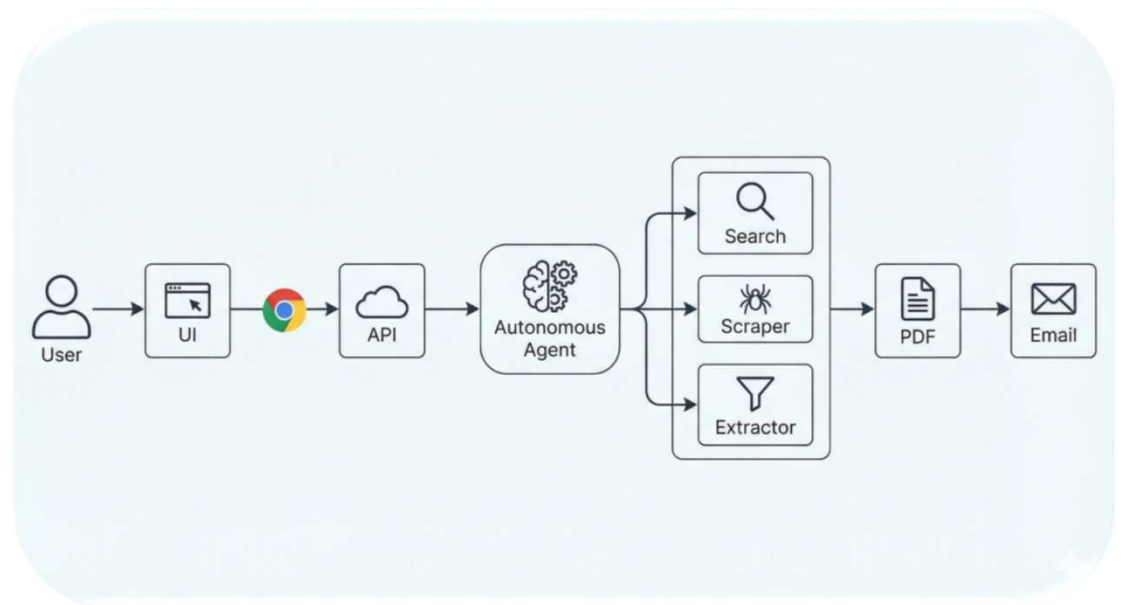 User
UI
API
Autonomous
Agent
Search
Scraper
Extractor
PDF
Email